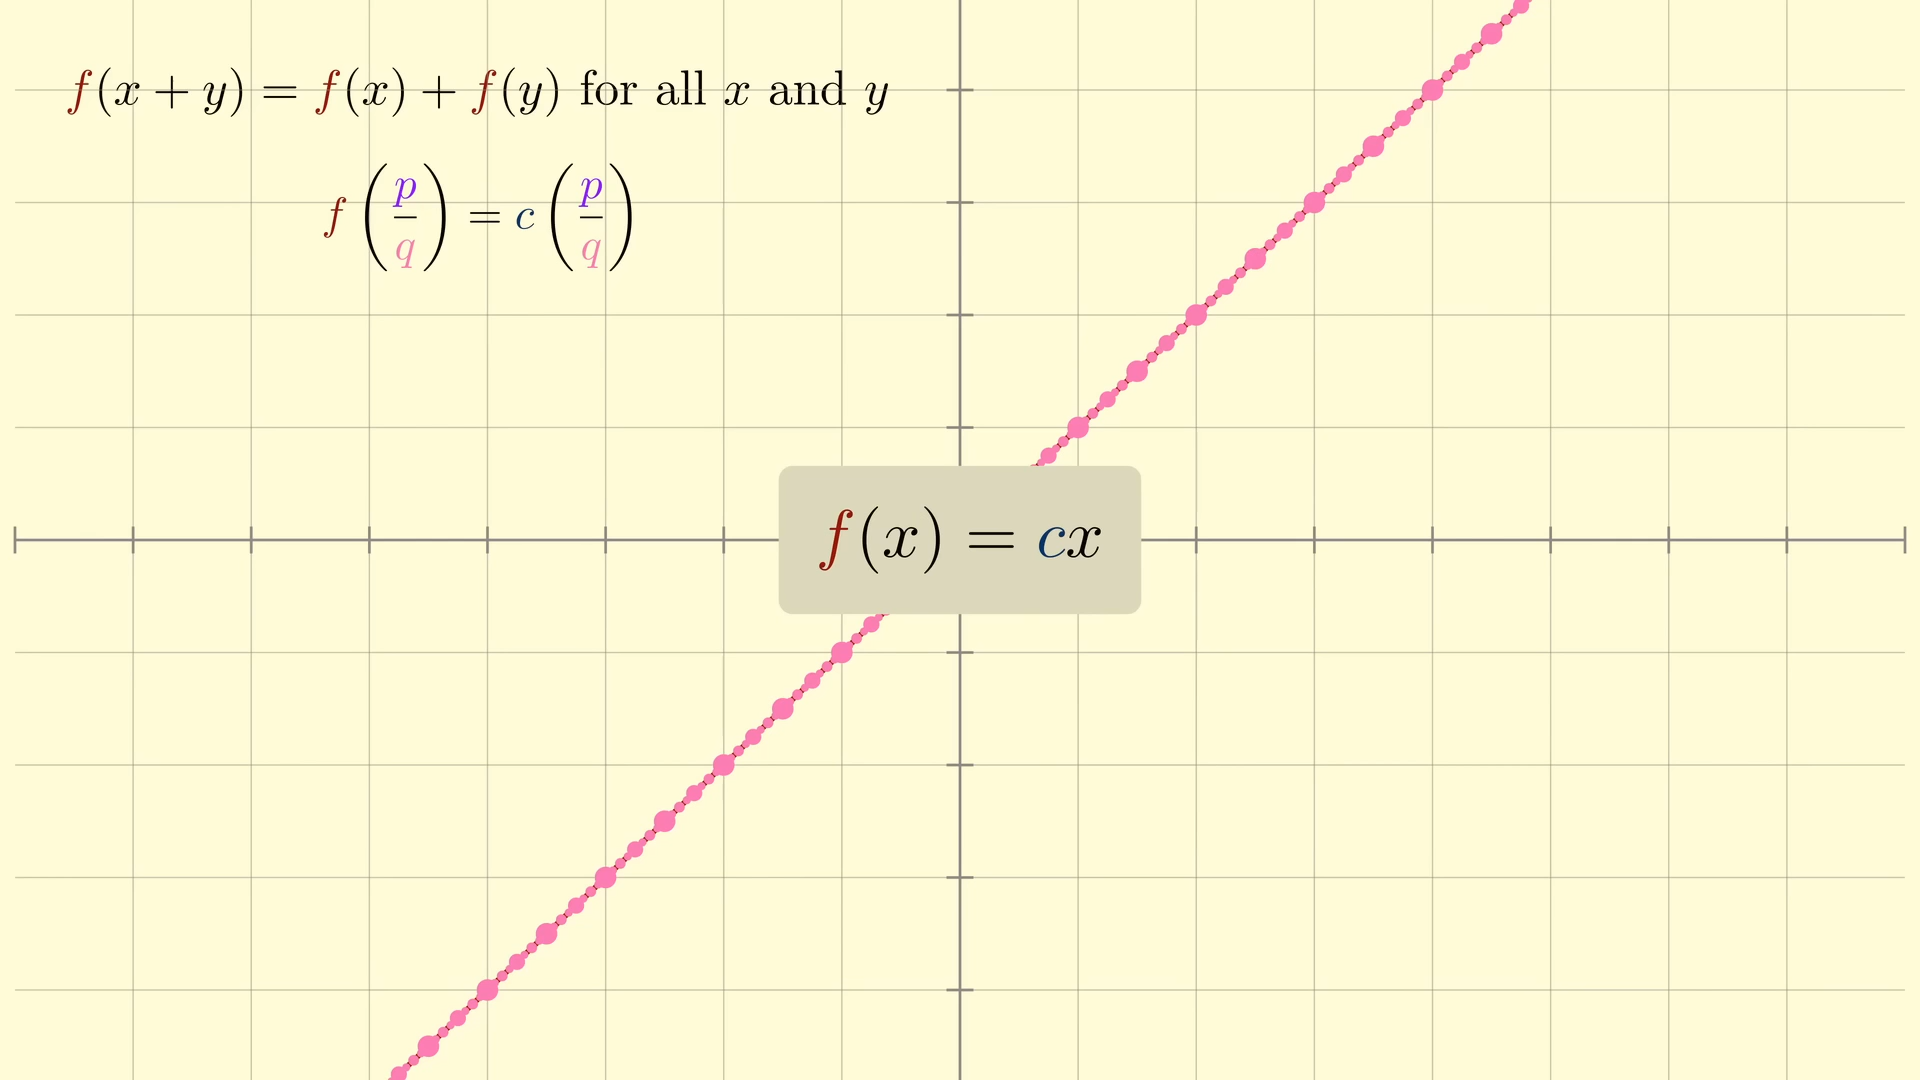 f(x + y) = f(x) + f(y) for all x and y
f(p/q) = c(p/q)
f(x) = cx